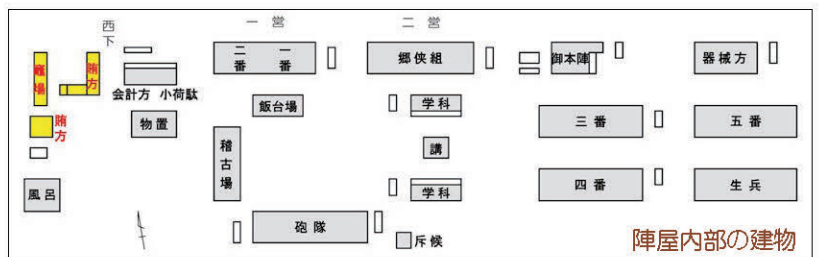 西下
一営
二営
竈場
賄方
会計方 小荷駄
二番 一番
郷侠組
御本陣
器械方
賄方
物置
飯台場
学科
三番
五番
稽古場
講
風呂
学科
四番
生兵
砲隊
斥候
陣屋内部の建物